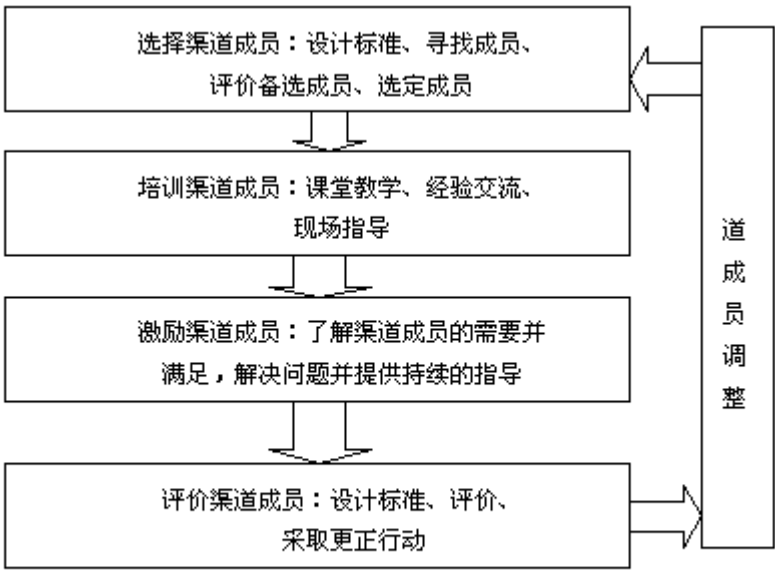 选择渠道成员：设计标准、寻找成员、
评价备选成员、选定成员
培训渠道成员：课堂教学、经验交流、
现场指导
激励渠道成员：了解渠道成员的需要并
满足，解决问题并提供持续的指导
评价渠道成员：设计标准、评价、
采取更正行动
道
成
员
调
整